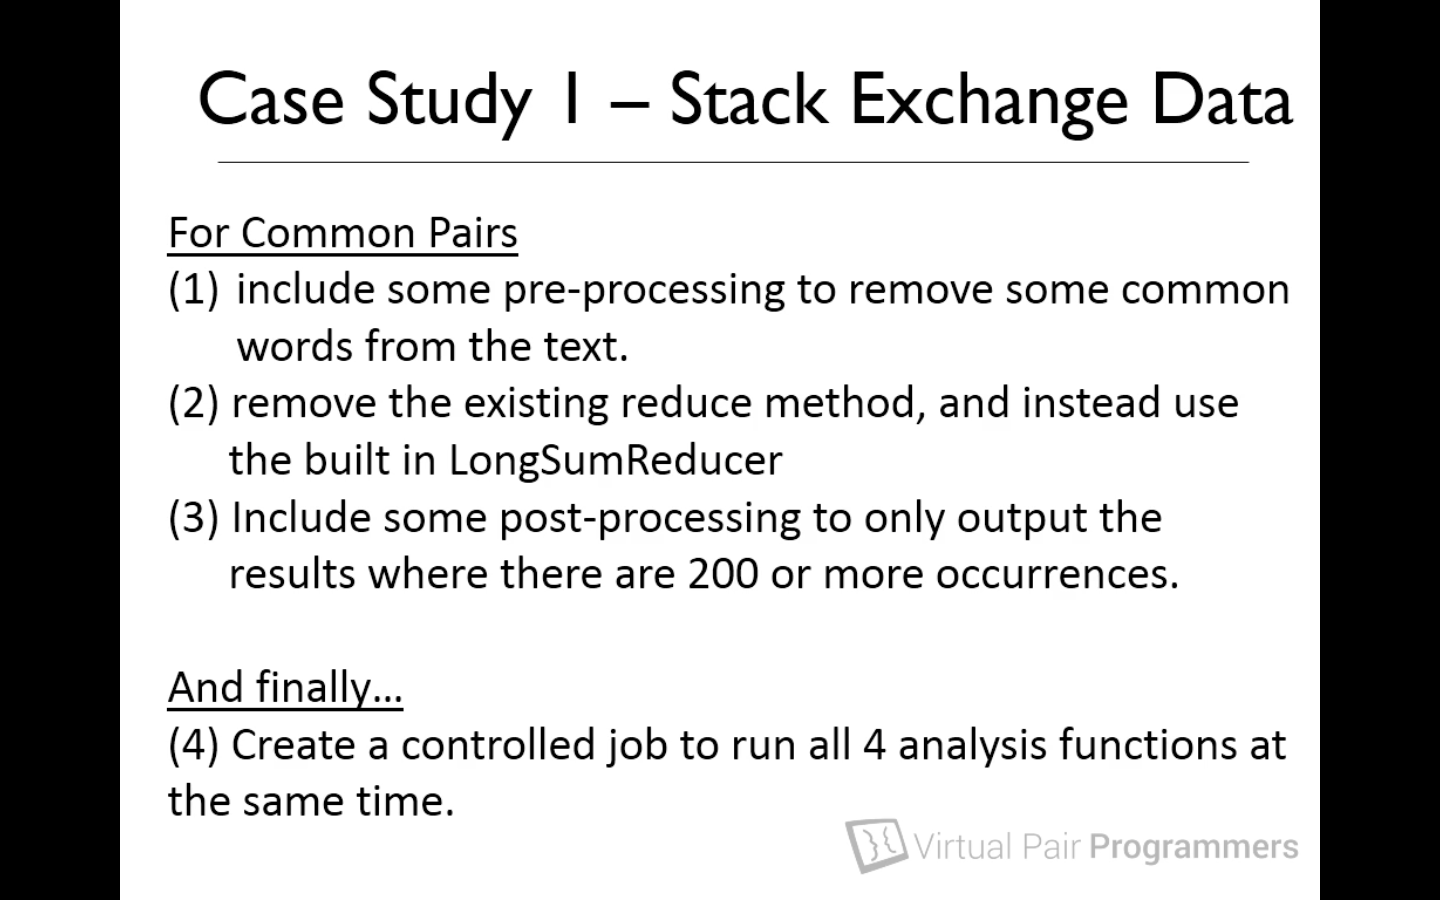 Case Study 1 – Stack Exchange Data
For Common Pairs
(1) include some pre-processing to remove some common
words from the text.
(2) remove the existing reduce method, and instead use
the built in LongSumReducer
(3) Include some post-processing to only output the
results where there are 200 or more occurrences.
And finally...
(4) Create a controlled job to run all 4 analysis functions at
the same time.
Virtual Pair Programmers